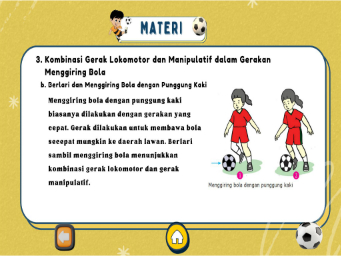 MATERI
3. Kombinasi Gerak Lokomotor dan Manipulatif dalam Gerakan
Menggiring Bola
b. Berlari dan Menggiring Bola dengan Punggung Kaki
Menggiring bola dengan punggung kaki
biasanya dilakukan dengan gerakan yang
cepat. Gerak dilakukan untuk membawa bola
secepat mungkin ke daerah lawan. Berlari
sambil menggiring bola menunjukkan
kombinasi gerak lokomotor dan gerak
manipulatif.
1
2
Menggiring bola dengan punggung kaki